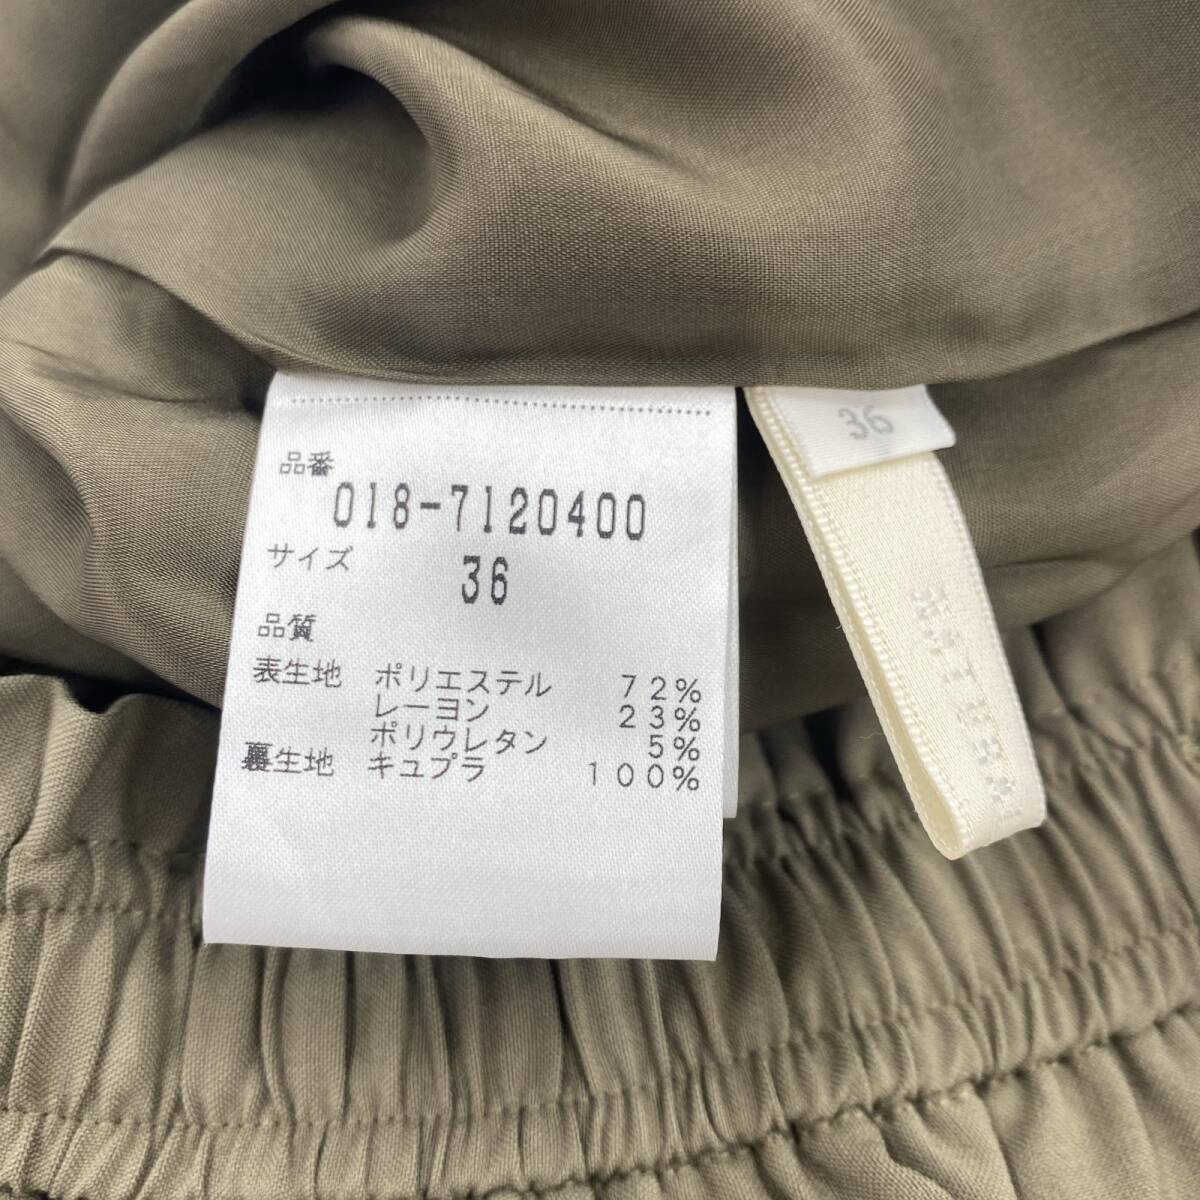 品番
018-7120400
サイズ
36
品質
表生地 ポリエステル 72%
レーヨン 23%
ポリウレタン 5%
裏生地 キュプラ 100%
36